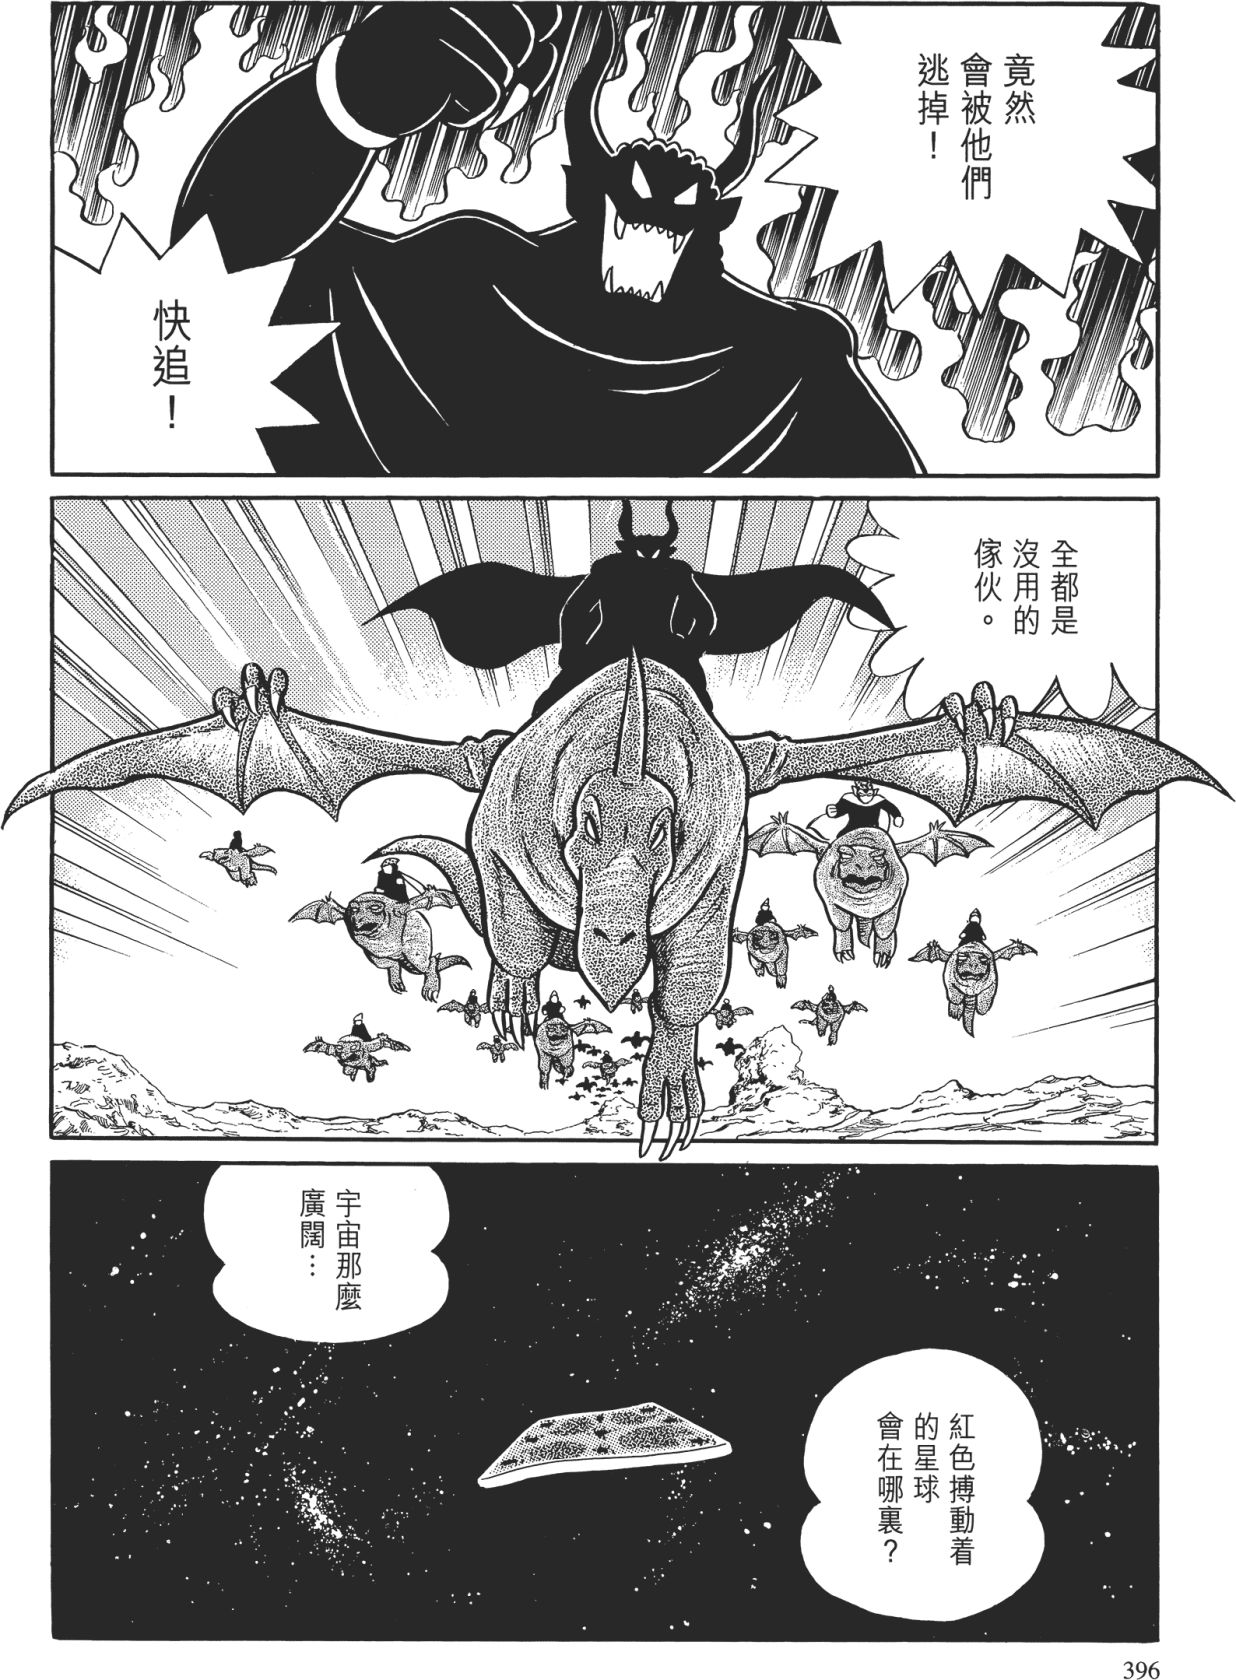 竟然
會被他們
逃掉！
快追！
全都是
沒用的
傢伙。
紅色搏動着
的星球
會在哪裏？
宇宙那麼
廣闊…
396